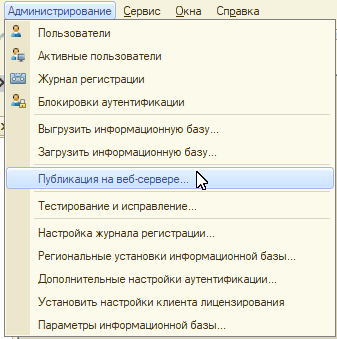 Администрирование Сервис Окна Справка
Пользователи
Активные пользователи
Журнал регистрации
Блокировки аутентификации
Выгрузить информационную базу...
Загрузить информационную базу...
Публикация на веб-сервере...
Тестирование и исправление...
Настройка журнала регистрации...
Региональные установки информационной базы...
Дополнительные настройки аутентификации...
Установить настройки клиента лицензирования
Параметры информационной базы...